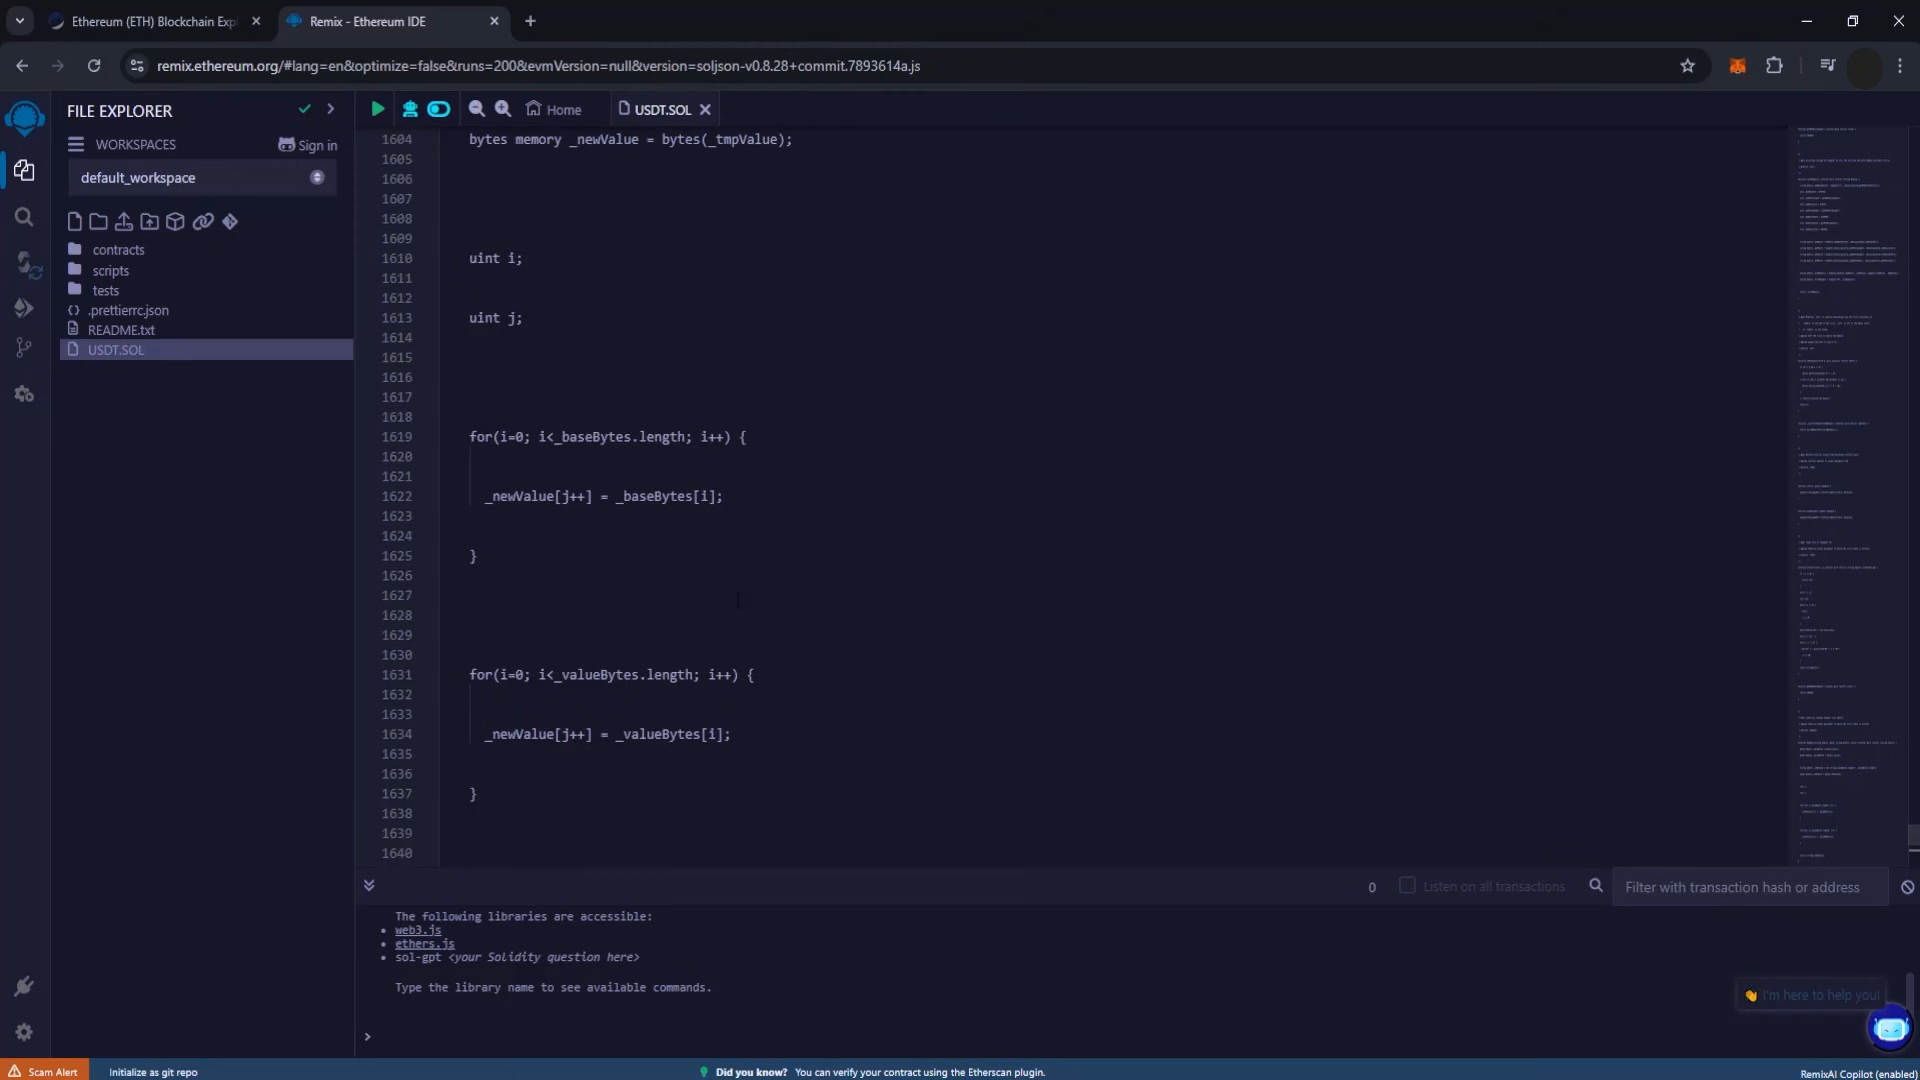 Ethereum (ETH) Blockchain Exp
Remix - Ethereum IDE
remix.ethereum.org/#lang=en&optimize=false&runs=200&evmVersion=null&version=soljson-v0.8.28+commit.7893614a.js
FILE EXPLORER
Home
USDT.SOL
WORKSPACES
Sign in
default_workspace
contracts
scripts
tests
.prettierrc.json
README.txt
USDT.SOL
1604 bytes memory _newValue = bytes(_tmpValue);
1605
1606
1607
1608
1609
1610 uint i;
1611
1612
1613 uint j;
1614
1615
1616
1617
1618
1619 for(i=0; i<_baseBytes.length; i++) {
1620
1621
1622 _newValue[j++] = _baseBytes[i];
1623
1624
1625 }
1626
1627
1628
1629
1630
1631 for(i=0; i<_valueBytes.length; i++) {
1632
1633
1634 _newValue[j++] = _valueBytes[i];
1635
1636
1637 }
1638
1639
1640
0
Listen on all transactions
Filter with transaction hash or address
The following libraries are accessible:
• web3.js
• ethers.js
• sol-gpt <your Solidity question here>
Type the library name to see available commands.
>
I'm here to help you!
Scam Alert
Initialize as git repo
Did you know? You can verify your contract using the Etherscan plugin.
RemixAI Copilot (enabled)